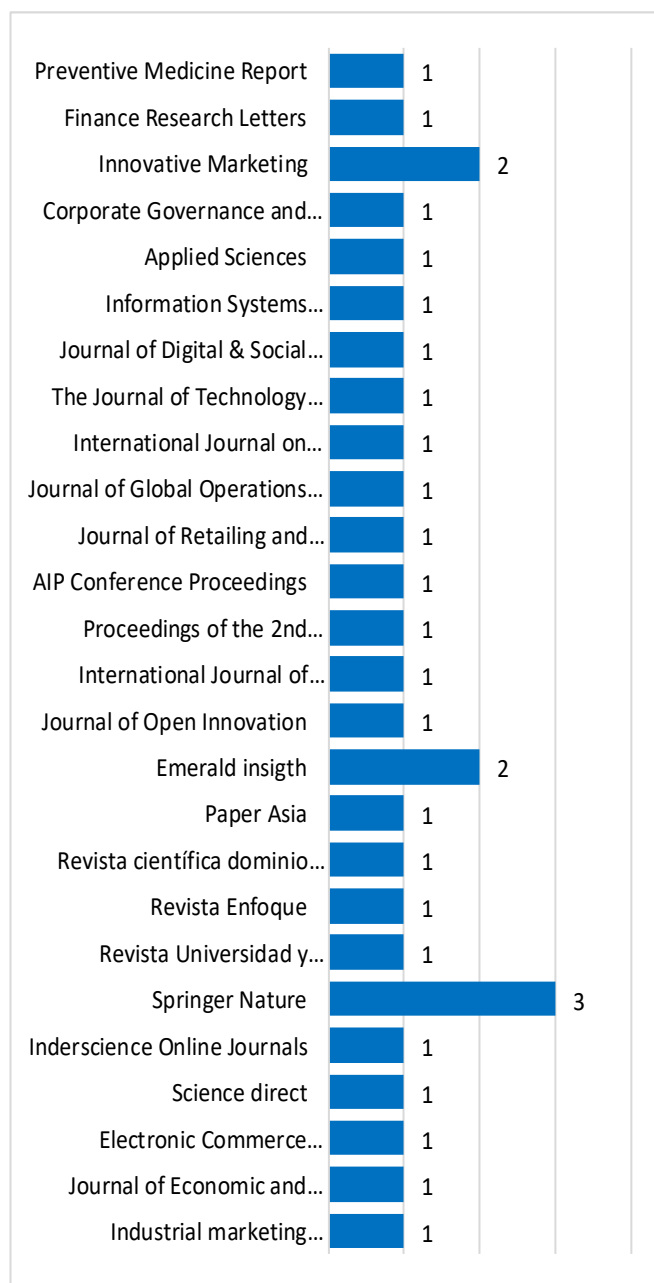 Preventive Medicine Report 1
Finance Research Letters 1
Innovative Marketing 2
Corporate Governance and... 1
Applied Sciences 1
Information Systems... 1
Journal of Digital & Social... 1
The Journal of Technology... 1
International Journal on... 1
Journal of Global Operations... 1
Journal of Retailing and... 1
AIP Conference Proceedings 1
Proceedings of the 2nd... 1
International Journal of... 1
Journal of Open Innovation 1
Emerald insigth 2
Paper Asia 1
Revista científica dominio... 1
Revista Enfoque 1
Revista Universidad y... 1
Springer Nature 3
Inderscience Online Journals 1
Science direct 1
Electronic Commerce... 1
Journal of Economic and... 1
Industrial marketing... 1